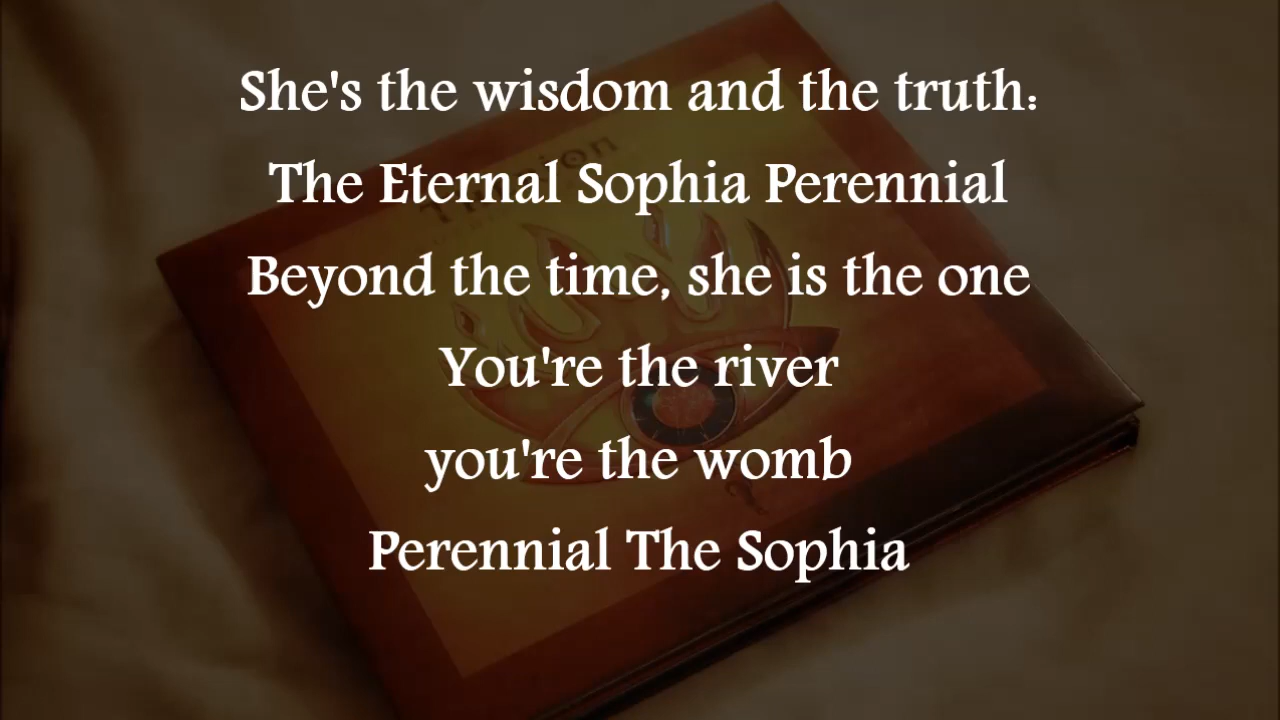 She's the wisdom and the truth:
The Eternal Sophia Perennial
Beyond the time, she is the one
You're the river
you're the womb
Perennial The Sophia